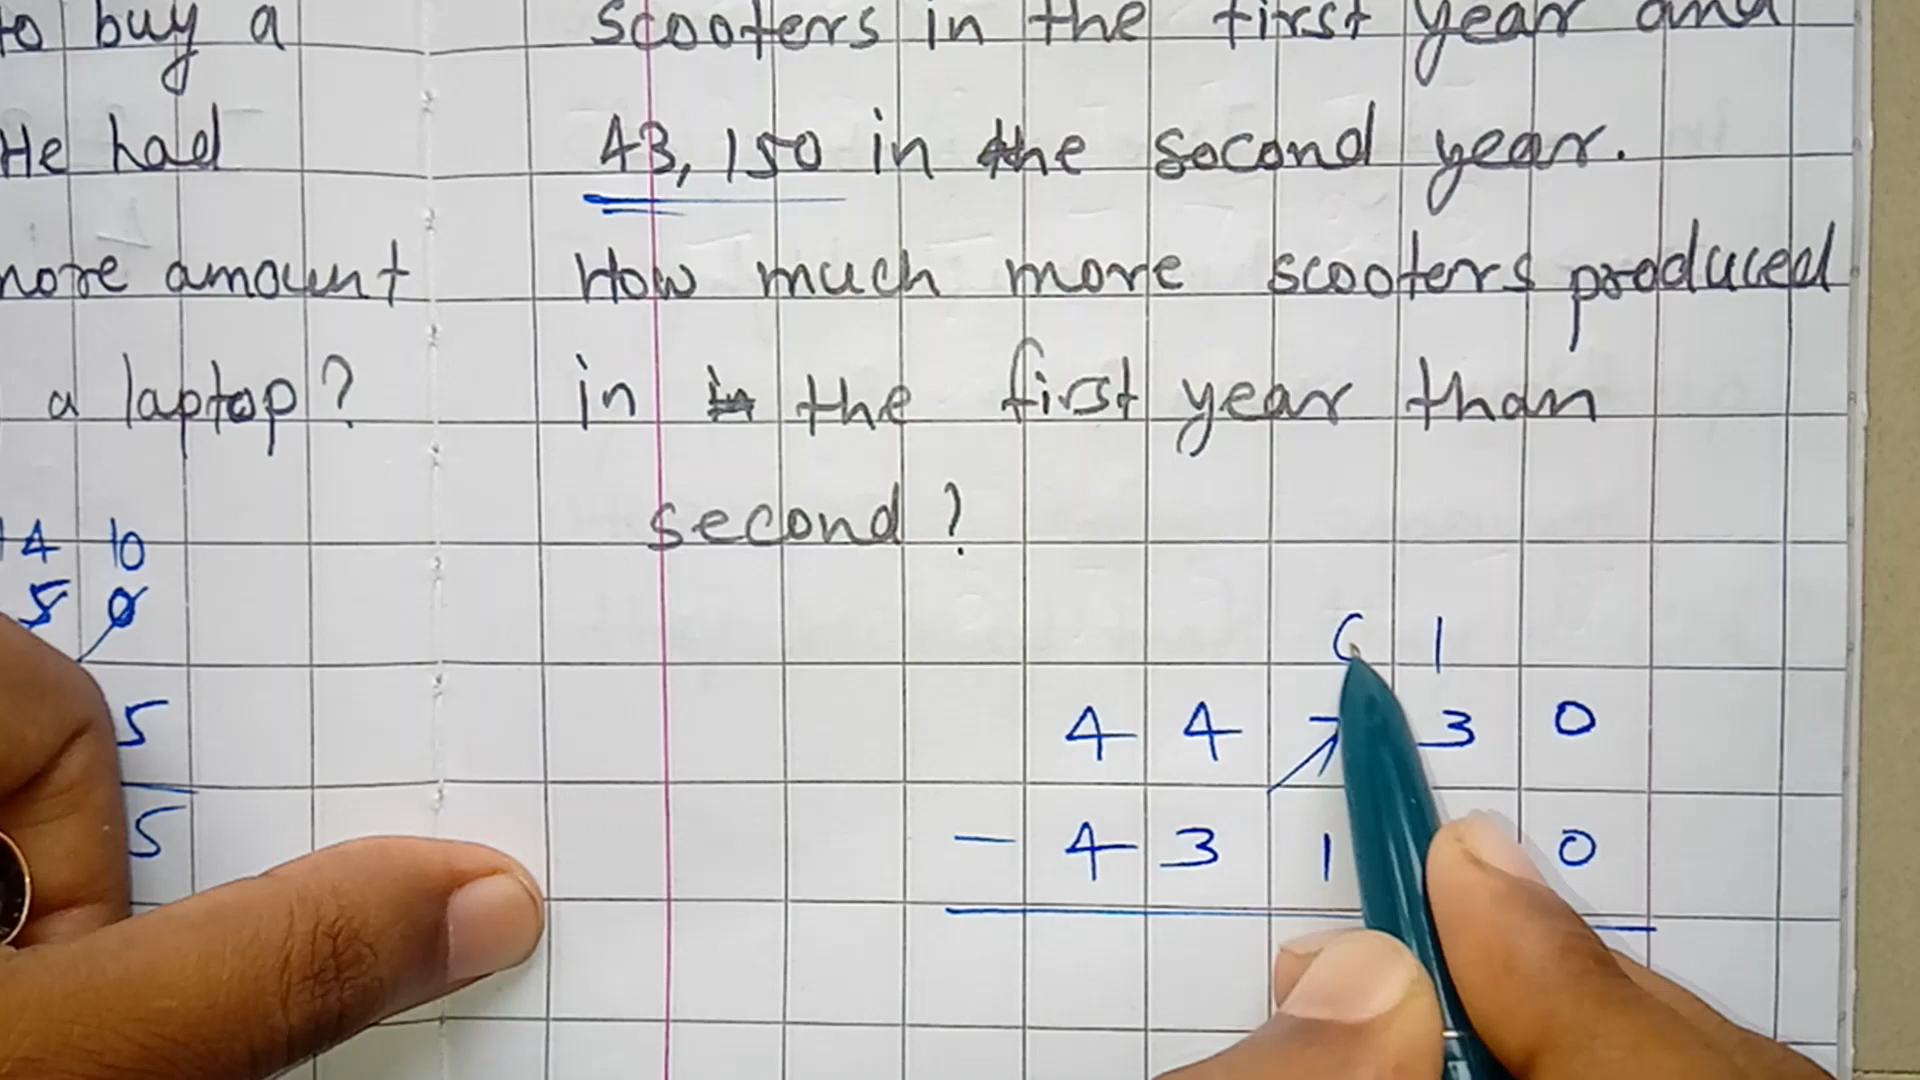 to buy a
He had
more amount
a laptop?
4 10
5 0
5
5
scooters in the first year and
43,150 in the second year.
How much more scooters produced
in in the first year than
second?
6 1
4 4 7 3 0
- 4 3 1 0